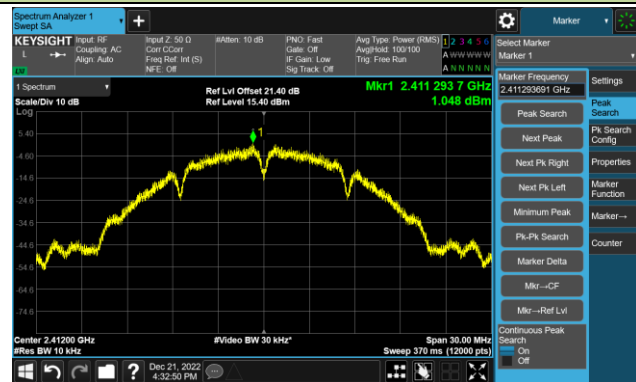 Spectrum Analyzer 1
Swept SA
Marker
KEYSIGHT
L
LW
Input: RF
Coupling: AC
Align: Auto
Input Z: 50 Ω
Corr CCorr
Freq Ref: Int (S)
NFE: Off
#Atten: 10 dB
PNO: Fast
Gate: Off
IF Gain: Low
Sig Track: Off
Avg Type: Power (RMS)
Avg|Hold: 100/100
Trig: Free Run
1 2 3 4 5 6
A W W W W W
A N N N N N
Select Marker
Marker 1
1 Spectrum
Scale/Div 10 dB
Log
Ref Lvl Offset 21.40 dB
Ref Level 15.40 dBm
Mkr1 2.411 293 7 GHz
1.048 dBm
1
5.40
-4.60
-14.6
-24.6
-34.6
-44.6
-54.6
-64.6
-74.6
Center 2.41200 GHz
#Res BW 10 kHz
#Video BW 30 kHz*
Span 30.00 MHz
Sweep 370 ms (12000 pts)
Marker Frequency
2.411293691 GHz
Peak Search
Next Peak
Next Pk Right
Next Pk Left
Minimum Peak
Pk-Pk Search
Marker Delta
Mkr→CF
Mkr→Ref Lvl
Continuous Peak
Search
On
Off
Settings
Peak
Search
Pk Search
Config
Properties
Marker
Function
Marker→
Counter
Dec 21, 2022
4:32:50 PM